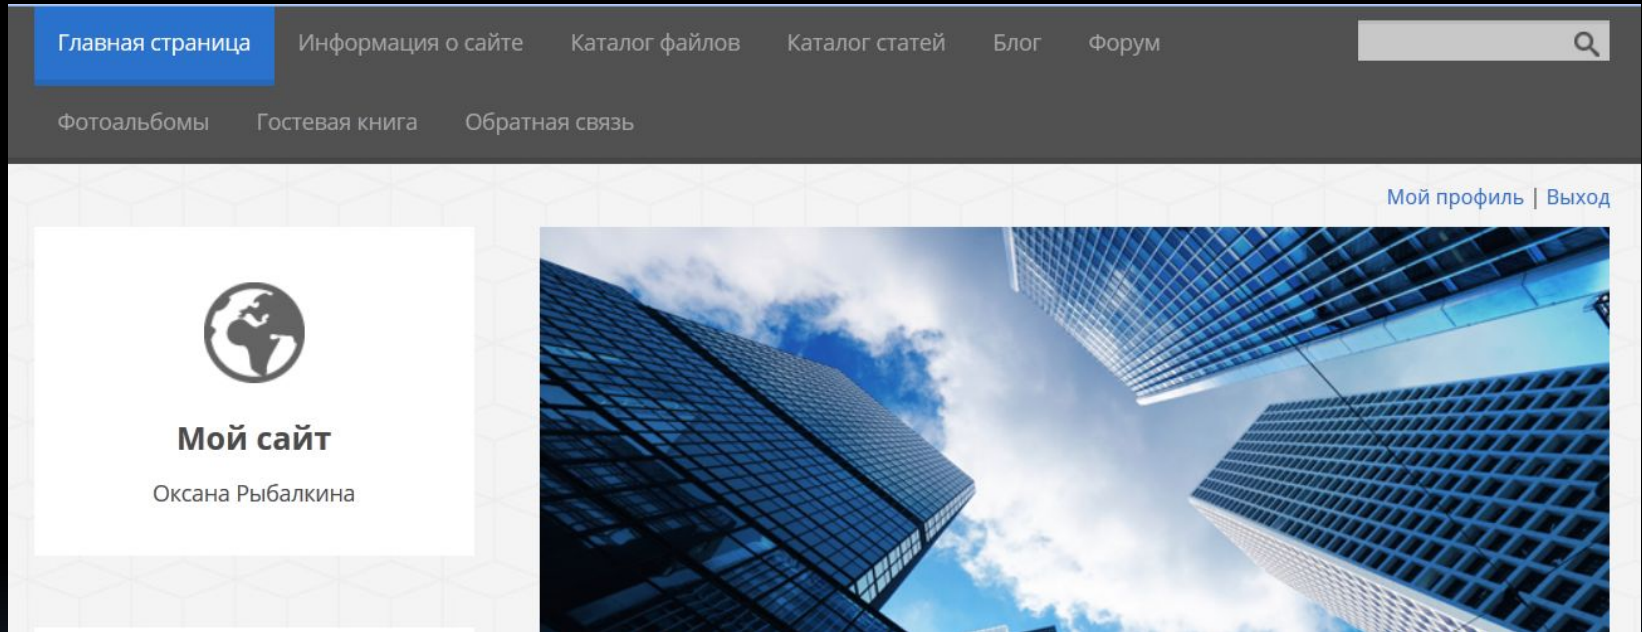 Главная страница Информация о сайте Каталог файлов Каталог статей Блог Форум
Фотоальбомы Гостевая книга Обратная связь
Мой профиль | Выход
Мой сайт
Оксана Рыбалкина